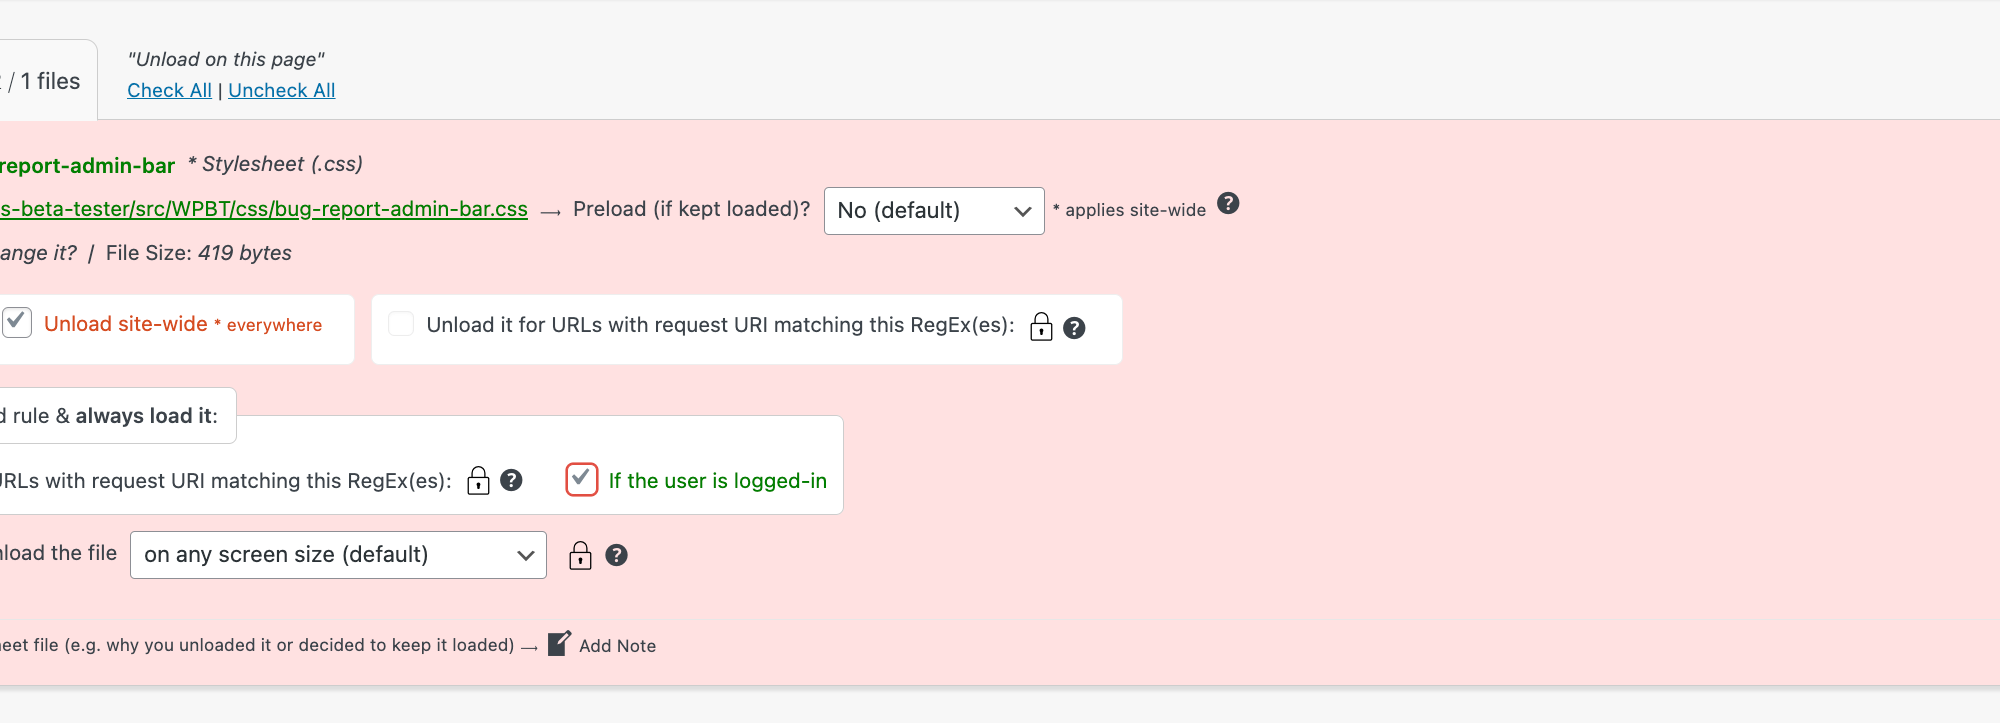 / 1 files
"Unload on this page"
Check All | Uncheck All
report-admin-bar * Stylesheet (.css)
s-beta-tester/src/WPBT/css/bug-report-admin-bar.css → Preload (if kept loaded)? No (default) * applies site-wide ?
ange it? / File Size: 419 bytes
Unload site-wide * everywhere
Unload it for URLs with request URI matching this RegEx(es): ?
d rule & always load it:
URLs with request URI matching this RegEx(es): ?
If the user is logged-in
nload the file on any screen size (default) ?
eet file (e.g. why you unloaded it or decided to keep it loaded) → Add Note